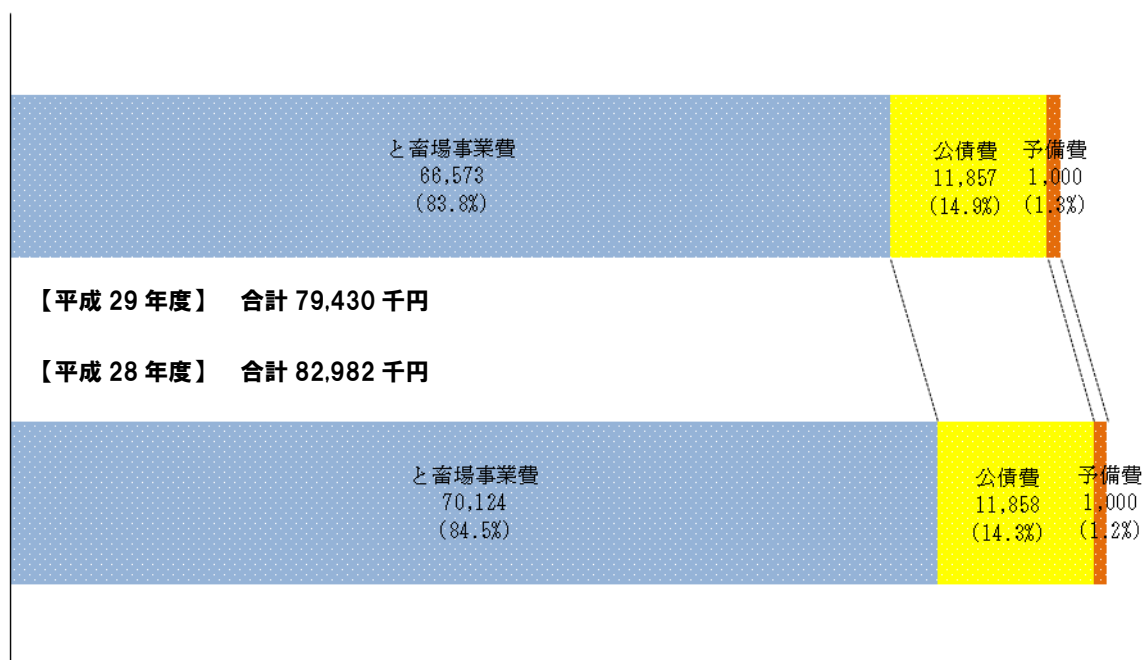 と畜場事業費
66,573
(83.8%)
公債費
11,857
(14.9%)
予備費
1,000
(1.3%)
【平成 29 年度】　合計 79,430 千円
【平成 28 年度】　合計 82,982 千円
と畜場事業費
70,124
(84.5%)
公債費
11,858
(14.3%)
予備費
1,000
(1.2%)